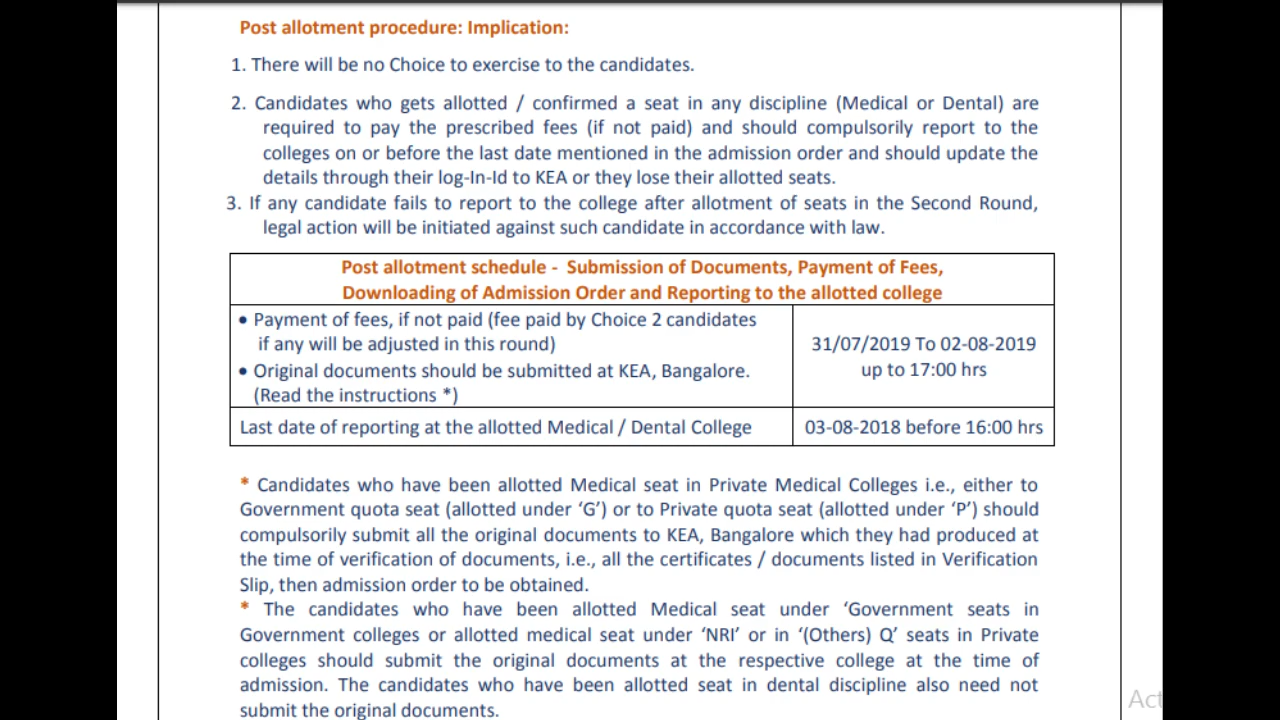 Post allotment procedure: Implication:
1. There will be no Choice to exercise to the candidates.
2. Candidates who gets allotted / confirmed a seat in any discipline (Medical or Dental) are
required to pay the prescribed fees (if not paid) and should compulsorily report to the
colleges on or before the last date mentioned in the admission order and should update the
details through their log-In-Id to KEA or they lose their allotted seats.
3. If any candidate fails to report to the college after allotment of seats in the Second Round,
legal action will be initiated against such candidate in accordance with law.
Post allotment schedule - Submission of Documents, Payment of Fees,
Downloading of Admission Order and Reporting to the allotted college
• Payment of fees, if not paid (fee paid by Choice 2 candidates
if any will be adjusted in this round)
• Original documents should be submitted at KEA, Bangalore.
(Read the instructions *)
31/07/2019 To 02-08-2019
up to 17:00 hrs
Last date of reporting at the allotted Medical / Dental College
03-08-2018 before 16:00 hrs
* Candidates who have been allotted Medical seat in Private Medical Colleges i.e., either to
Government quota seat (allotted under ‘G’) or to Private quota seat (allotted under ‘P’) should
compulsorily submit all the original documents to KEA, Bangalore which they had produced at
the time of verification of documents, i.e., all the certificates / documents listed in Verification
Slip, then admission order to be obtained.
* The candidates who have been allotted Medical seat under ‘Government seats in
Government colleges or allotted medical seat under ‘NRI’ or in ‘(Others) Q’ seats in Private
colleges should submit the original documents at the respective college at the time of
admission. The candidates who have been allotted seat in dental discipline also need not
submit the original documents.
Act